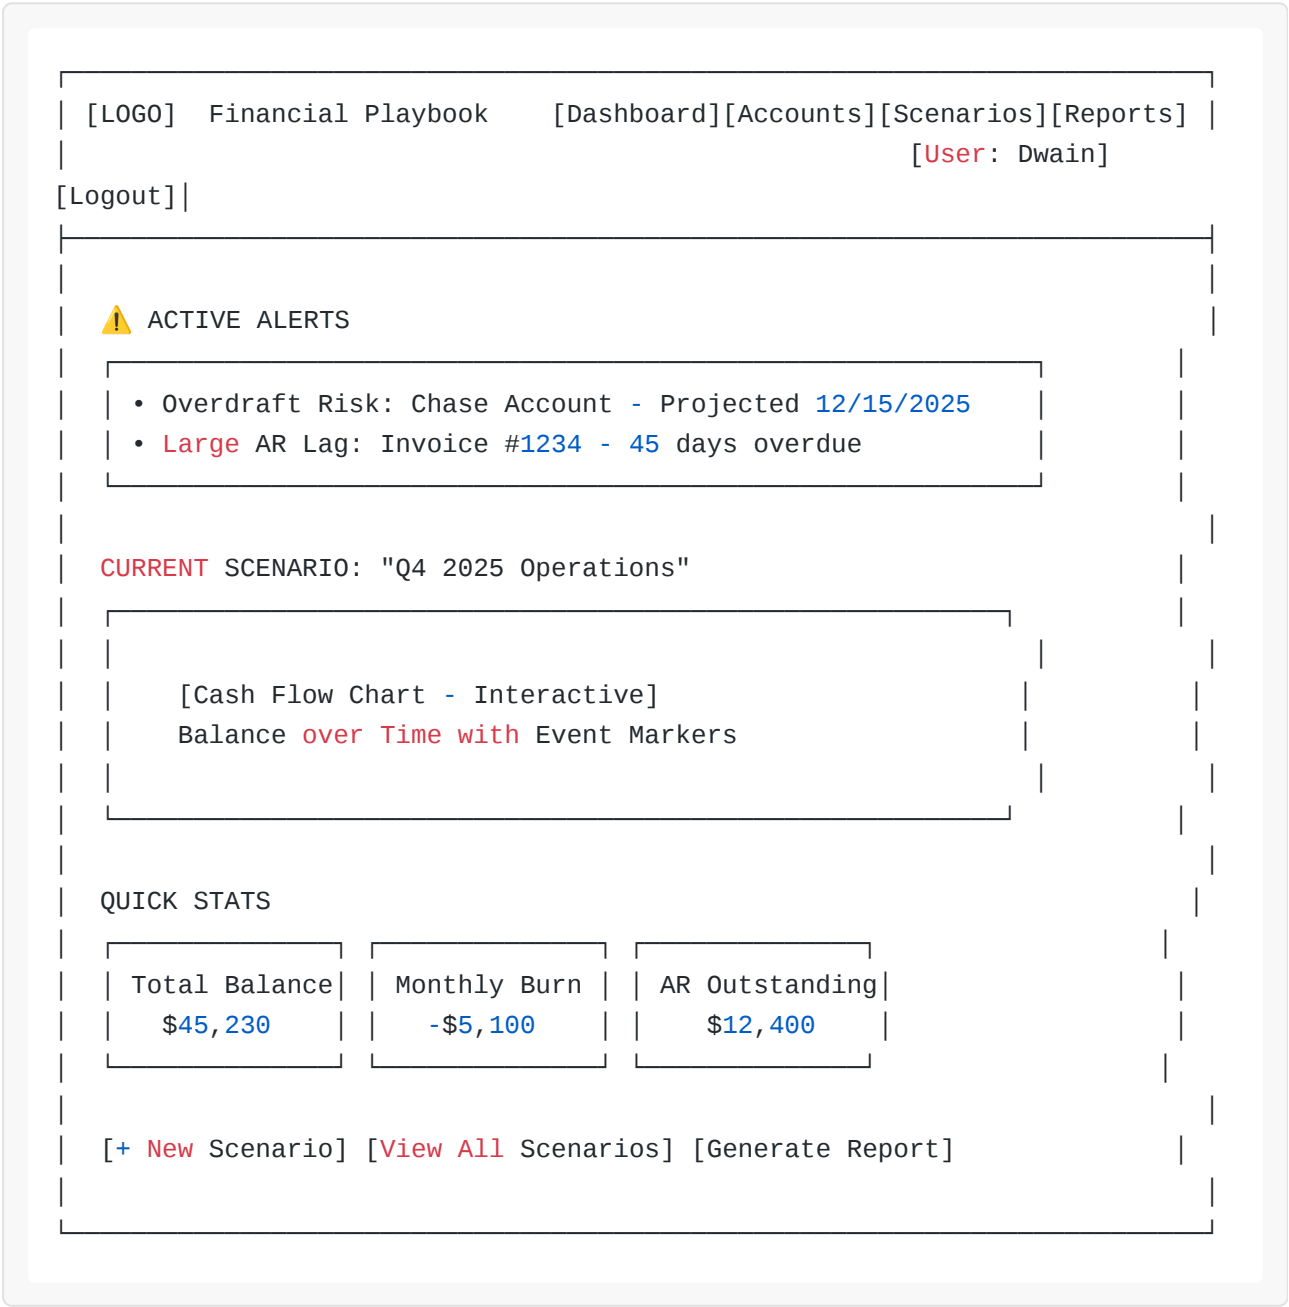 [LOGO]  Financial Playbook    [Dashboard][Accounts][Scenarios][Reports]
[User: Dwain]
[Logout]
⚠️ ACTIVE ALERTS
• Overdraft Risk: Chase Account - Projected 12/15/2025
• Large AR Lag: Invoice #1234 - 45 days overdue
CURRENT SCENARIO: "Q4 2025 Operations"
[Cash Flow Chart - Interactive]
Balance over Time with Event Markers
QUICK STATS
Total Balance  Monthly Burn  AR Outstanding
$45,230  -$5,100  $12,400
[+ New Scenario] [View All Scenarios] [Generate Report]